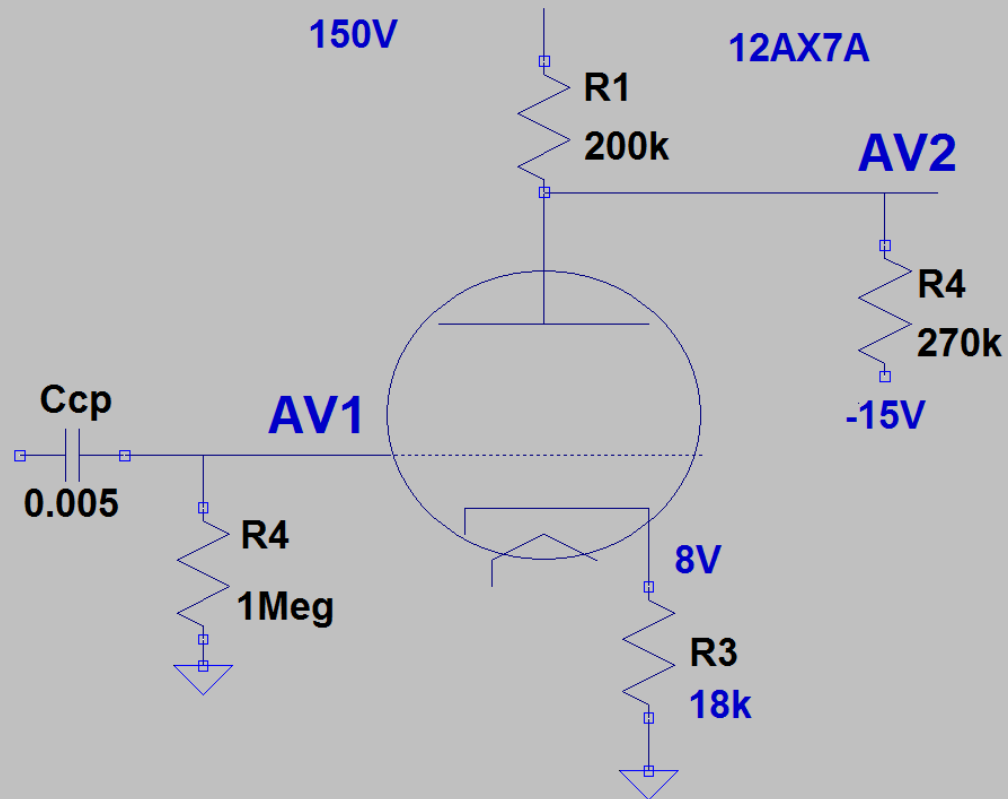 150V
12AX7A
R1
200k
AV2
R4
270k
-15V
Ccp
AV1
0.005
R4
1Meg
8V
R3
18k